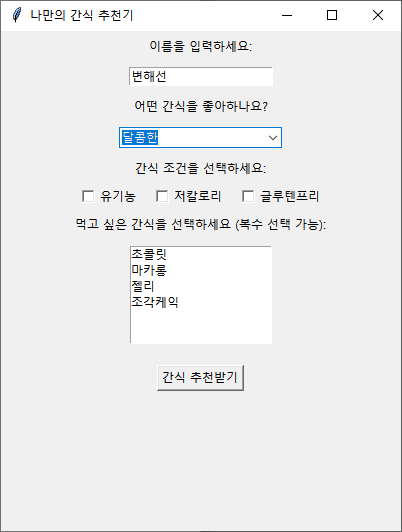 나만의 간식 추천기
이름을 입력하세요:
변해선
어떤 간식을 좋아하나요?
달콤한
간식 조건을 선택하세요:
유기농 저칼로리 글루텐프리
먹고 싶은 간식을 선택하세요 (복수 선택 가능):
초콜릿
마카롱
젤리
조각케익
간식 추천받기